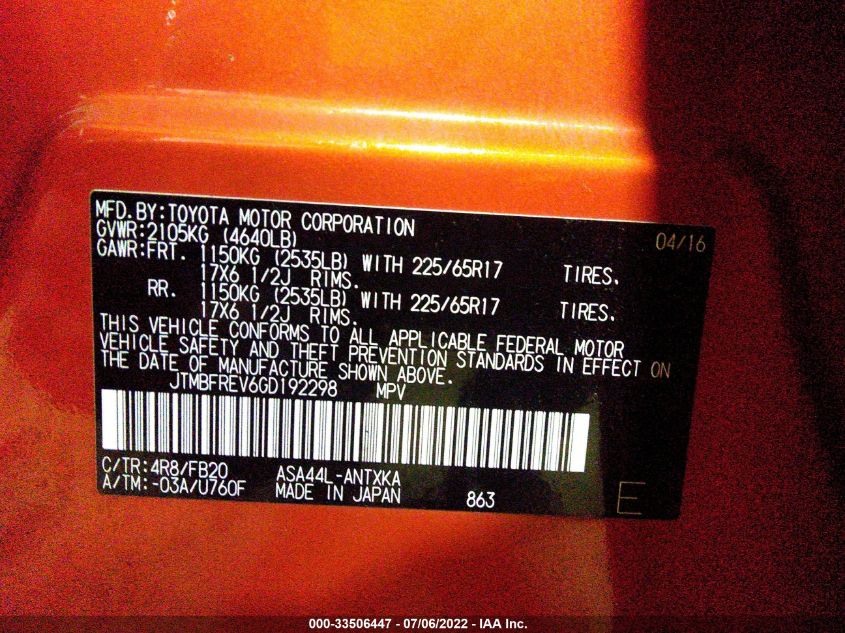 MFD.BY:TOYOTA MOTOR CORPORATION 04/16
GVWR:2105KG (4640LB)
GAWR:FRT. 1150KG (2535LB) WITH 225/65R17 TIRES.
17X6 1/2J RIMS.
RR. 1150KG (2535LB) WITH 225/65R17 TIRES.
17X6 1/2J RIMS.
THIS VEHICLE CONFORMS TO ALL APPLICABLE FEDERAL MOTOR
VEHICLE SAFETY AND THEFT PREVENTION STANDARDS IN EFFECT ON
THE DATE OF MANUFACTURE SHOWN ABOVE.
JTMBFREV6GD192298 MPV
C/TR:4R8/FB20 ASA44L-ANTXKA
A/TM:-03A/U760F MADE IN JAPAN 863 E
000-33506447 - 07/06/2022 - IAA Inc.